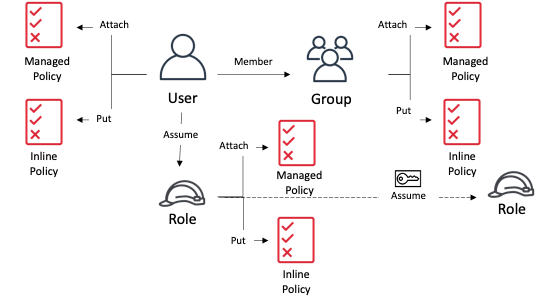 Attach
Managed
Policy
Put
Inline
Policy
User
Member
Group
Attach
Managed
Policy
Put
Inline
Policy
Assume
Role
Attach
Managed
Policy
Put
Inline
Policy
Assume
Role